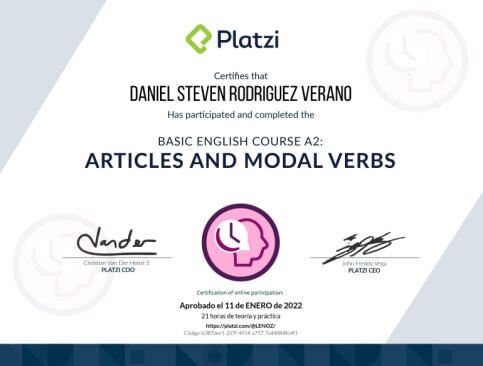 Platzi
Certifies that
DANIEL STEVEN RODRIGUEZ VERANO
Has participated and completed the
BASIC ENGLISH COURSE A2:
ARTICLES AND MODAL VERBS
Christian Van Der Henst S
PLATZI COO
John Freddy Vega
PLATZI CEO
Certification of online participation:
Aprobado el 11 de ENERO de 2022
21 horas de teoría y práctica
https://platzi.com/@LENOZ/
Código: